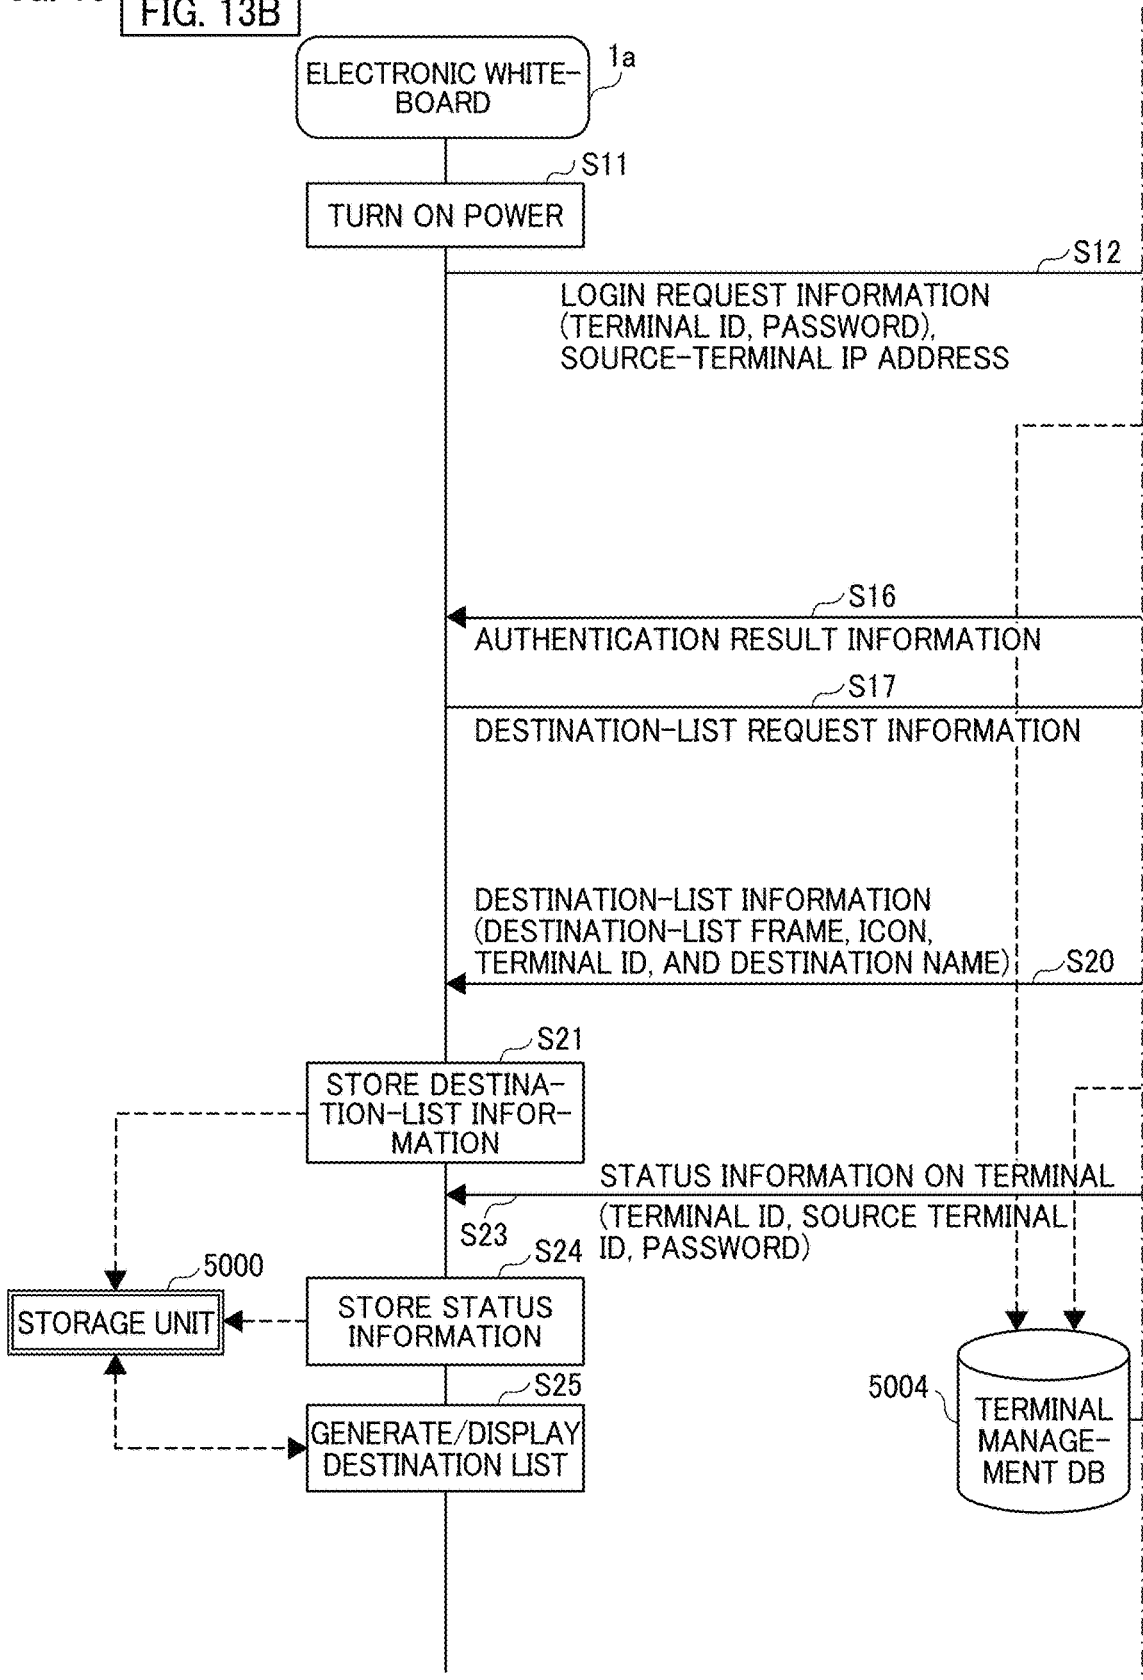 FIG. 13B
ELECTRONIC WHITE-
BOARD
1a
S11
TURN ON POWER
S12
LOGIN REQUEST INFORMATION
(TERMINAL ID, PASSWORD),
SOURCE-TERMINAL IP ADDRESS
S16
AUTHENTICATION RESULT INFORMATION
S17
DESTINATION-LIST REQUEST INFORMATION
DESTINATION-LIST INFORMATION
(DESTINATION-LIST FRAME, ICON,
TERMINAL ID, AND DESTINATION NAME)
S20
S21
STORE DESTINA-
TION-LIST INFOR-
MATION
STATUS INFORMATION ON TERMINAL
S23
(TERMINAL ID, SOURCE TERMINAL
ID, PASSWORD)
S24
5000
STORAGE UNIT
STORE STATUS
INFORMATION
S25
GENERATE/DISPLAY
DESTINATION LIST
5004
TERMINAL
MANAGE-
MENT DB